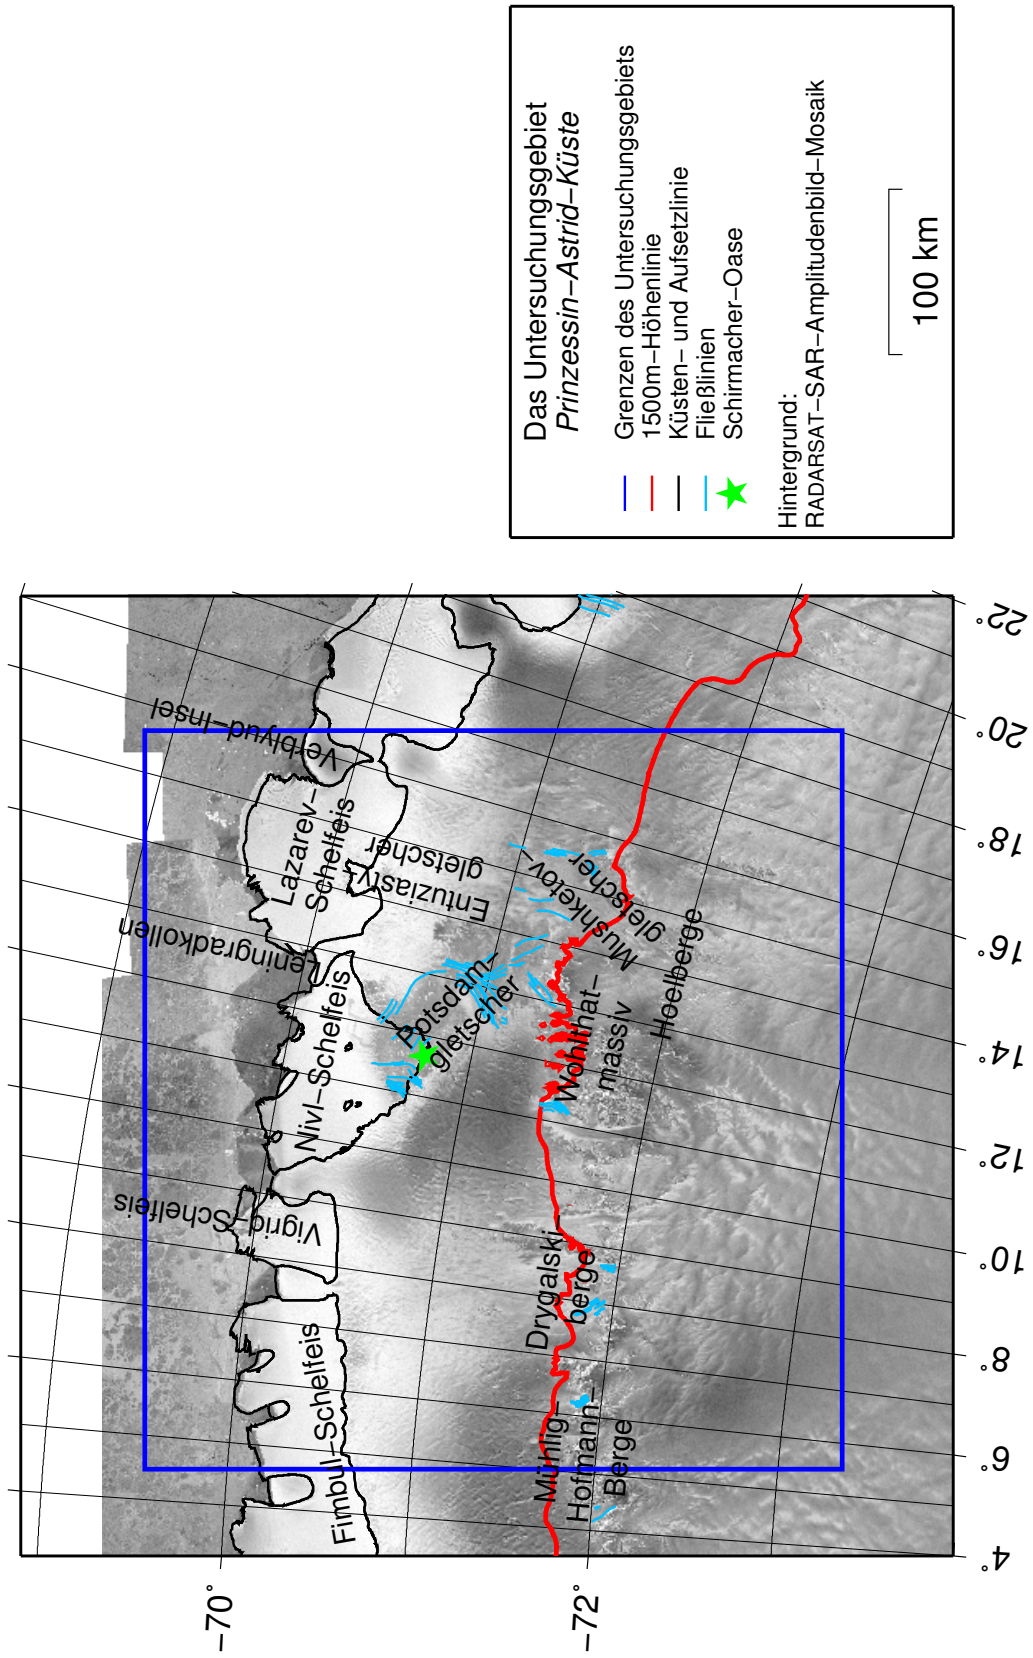 Das Untersuchungsgebiet
Prinzessin−Astrid−Küste
Grenzen des Untersuchungsgebiets
1500m−Höhenlinie
Küsten− und Aufsetzlinie
Fließlinien
Schirmacher−Oase
Hintergrund:
RADARSAT−SAR−Amplitudenbild−Mosaik
100 km
Fimbul−Schelfeis
Vigrid−Schelfeis
Nivl−Schelfeis
Leningradkollen
Lazarev−
Schelfeis
Verblyud−Insel
Entuziasty−
gletscher
Potsdam−
gletscher
Mushketov−
gletscher
Mühlig−
Hofmann−
Berge
Drygalski
berge
Wohlthat−
massiv
Hoelberge
−70°
−72°
4°
6°
8°
10°
12°
14°
16°
18°
20°
22°